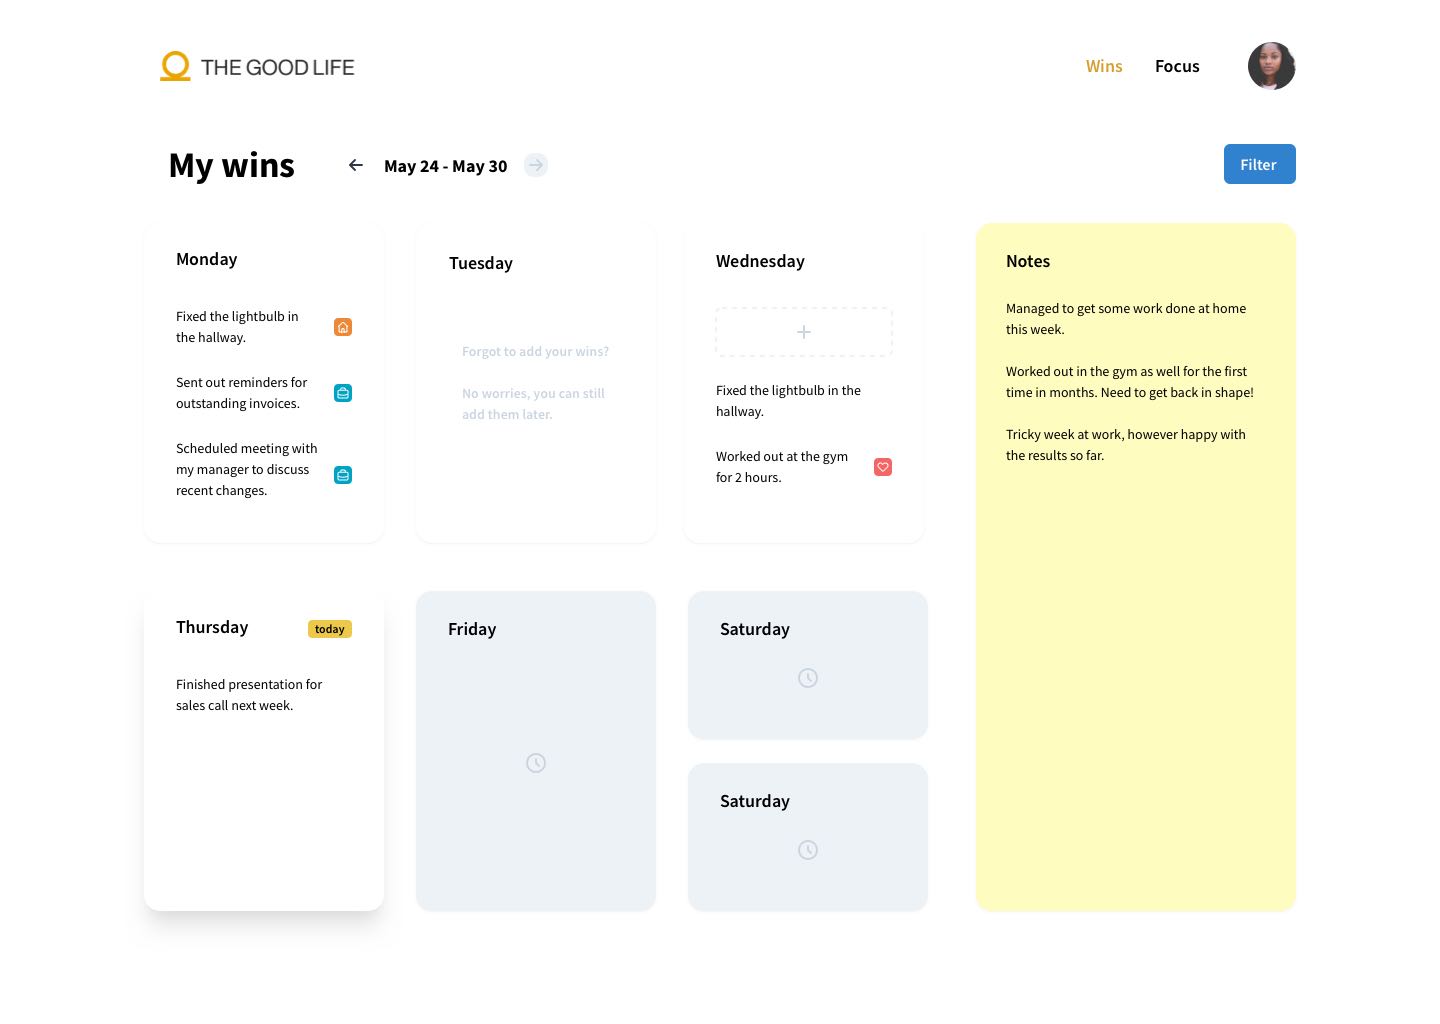 THE GOOD LIFE
Wins
Focus
My wins
May 24 - May 30
Filter
Monday
Fixed the lightbulb in
the hallway.
Sent out reminders for
outstanding invoices.
Scheduled meeting with
my manager to discuss
recent changes.
Tuesday
Forgot to add your wins?
No worries, you can still
add them later.
Wednesday
Fixed the lightbulb in the
hallway.
Worked out at the gym
for 2 hours.
Thursday
today
Finished presentation for
sales call next week.
Friday
Saturday
Saturday
Notes
Managed to get some work done at home
this week.
Worked out in the gym as well for the first
time in months. Need to get back in shape!
Tricky week at work, however happy with
the results so far.